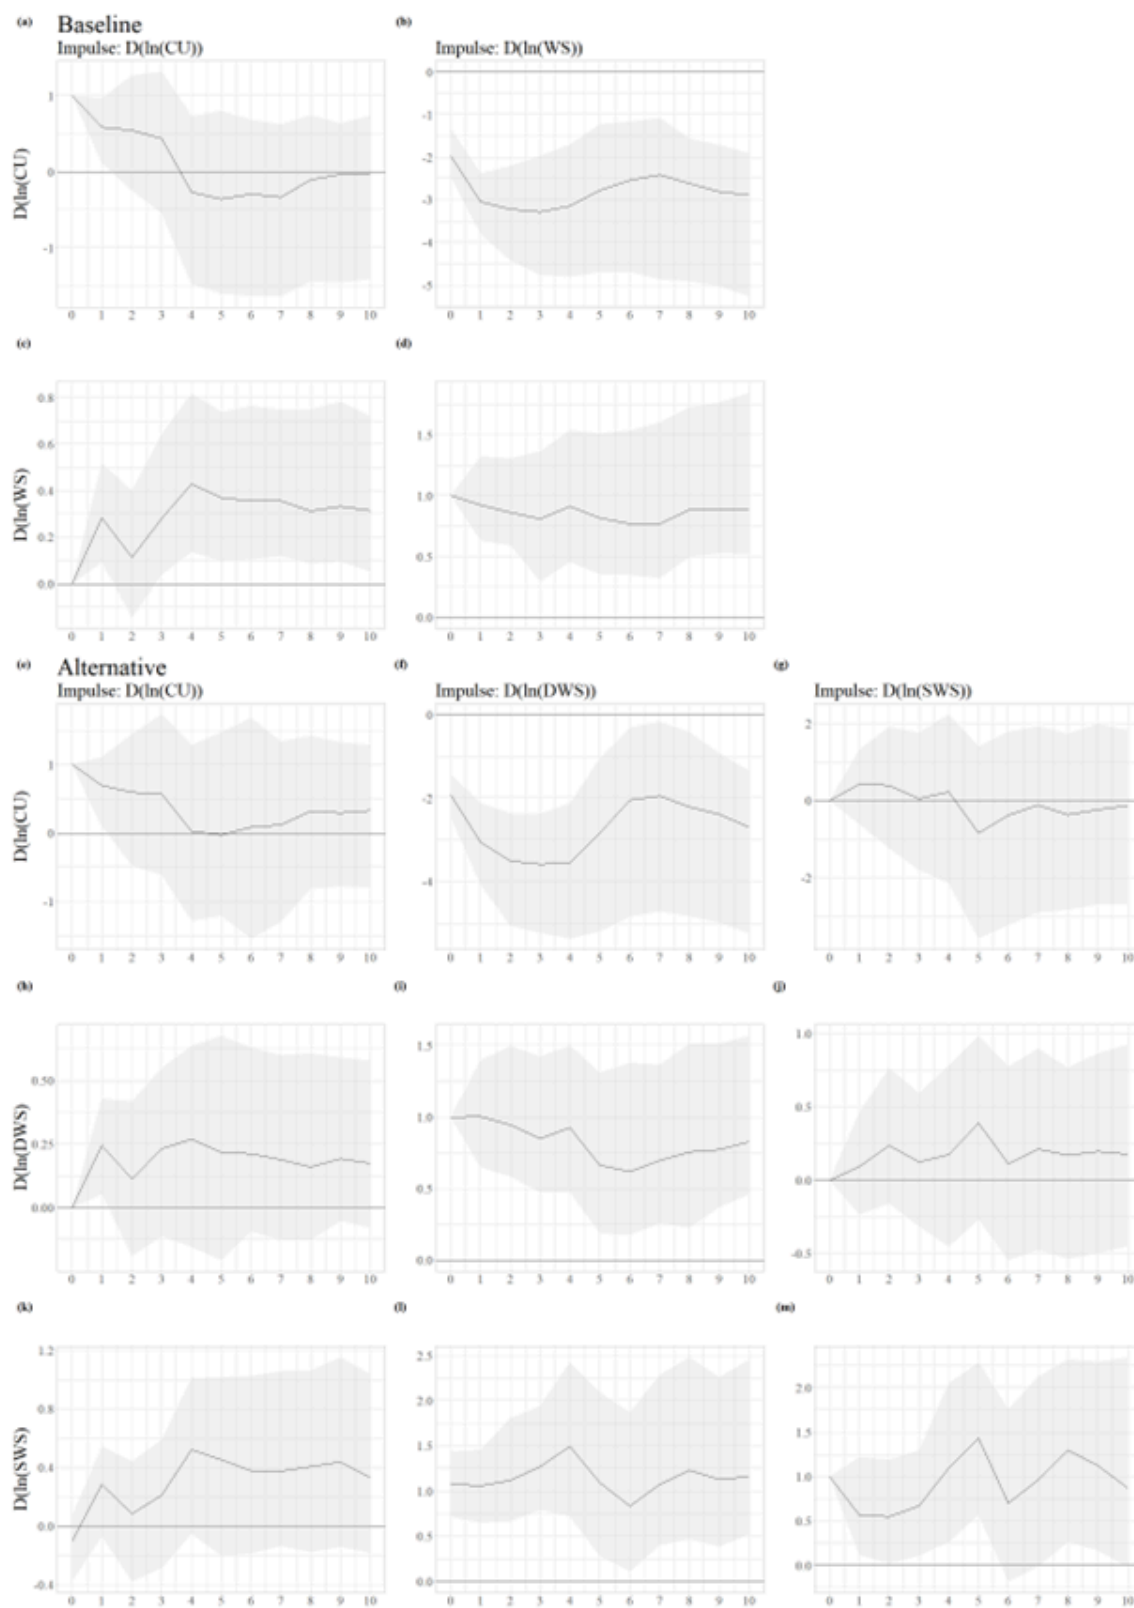 (a) Baseline (b)
Impulse: D(ln(CU)) Impulse: D(ln(WS))
D(ln(CU)
1
0
-1
0 1 2 3 4 5 6 7 8 9 10
0
-1
-2
-3
-4
-5
0 1 2 3 4 5 6 7 8 9 10
(c) (d)
D(ln(WS)
0.8
0.6
0.4
0.2
0.0
0 1 2 3 4 5 6 7 8 9 10
1.5
1.0
0.5
0.0
0 1 2 3 4 5 6 7 8 9 10
(e) Alternative (f) (g)
Impulse: D(ln(CU)) Impulse: D(ln(DWS)) Impulse: D(ln(SWS))
D(ln(CU)
1
0
-1
0 1 2 3 4 5 6 7 8 9 10
0
-2
-4
0 1 2 3 4 5 6 7 8 9 10
2
0
-2
0 1 2 3 4 5 6 7 8 9 10
(h) (i) (j)
D(ln(DWS)
0.50
0.25
0.00
0 1 2 3 4 5 6 7 8 9 10
1.5
1.0
0.5
0.0
0 1 2 3 4 5 6 7 8 9 10
1.0
0.5
0.0
-0.5
0 1 2 3 4 5 6 7 8 9 10
(k) (l) (m)
D(ln(SWS)
1.2
0.8
0.4
0.0
-0.4
0 1 2 3 4 5 6 7 8 9 10
2.5
2.0
1.5
1.0
0.5
0.0
0 1 2 3 4 5 6 7 8 9 10
2.0
1.5
1.0
0.5
0.0
0 1 2 3 4 5 6 7 8 9 10